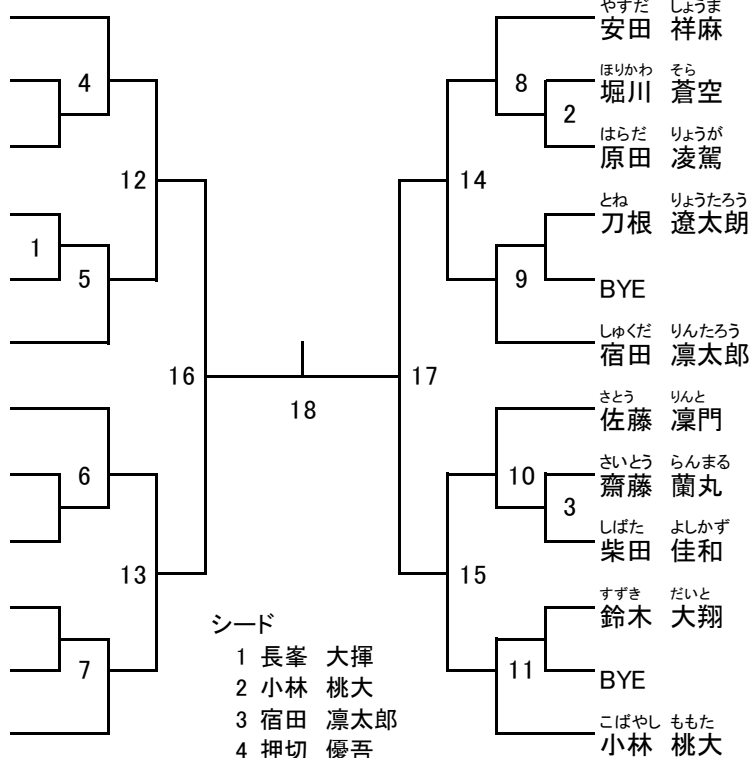 やすだ しょうま
安田 祥麻
4
8
ほりかわ そら
堀川 蒼空
2
はらだ りょうが
原田 凌駕
12
14
とね りょうたろう
刀根 遼太朗
1
5
9
BYE
しゅくだ りんたろう
宿田 凛太郎
16
17
18
さとう りんと
佐藤 凜門
6
10
さいとう らんまる
齋藤 蘭丸
3
しばた よしかず
柴田 佳和
13
15
すずき だいと
鈴木 大翔
7
11
BYE
こばやし ももた
小林 桃大
シード
1 長峯 大揮
2 小林 桃大
3 宿田 凛太郎
4 押切 優吾